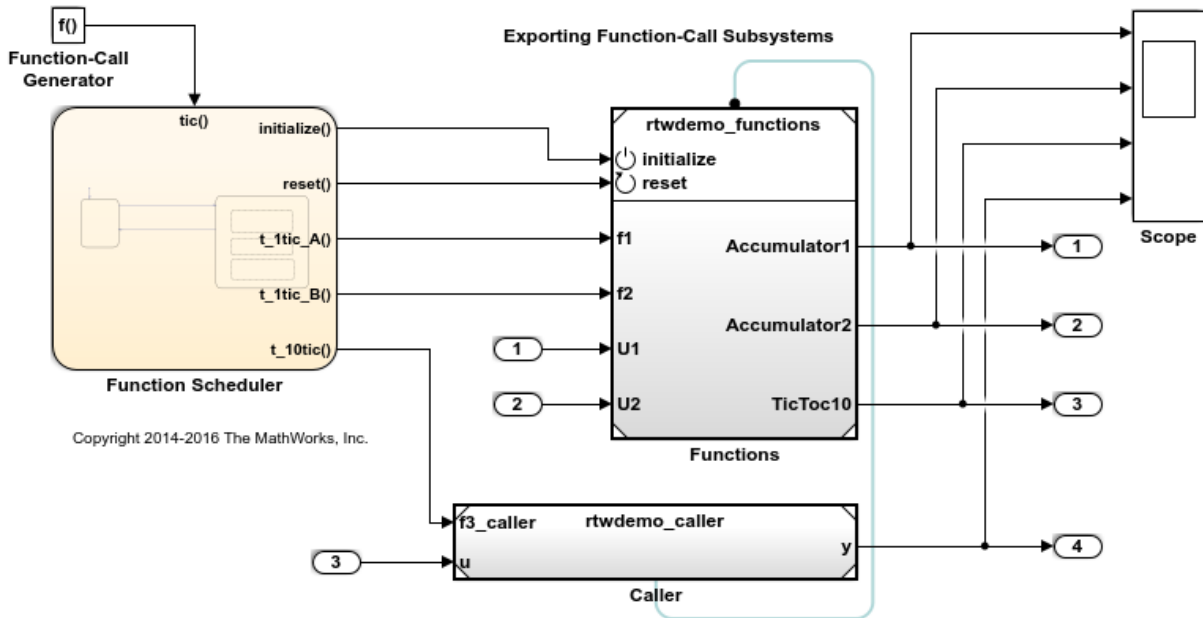 f()
Function-Call
Generator
Exporting Function-Call Subsystems
tic()
initialize()
reset()
t_1tic_A()
t_1tic_B()
t_10tic()
Function Scheduler
Copyright 2014-2016 The MathWorks, Inc.
rtwdemo_functions
initialize
reset
f1
f2
U1
U2
Accumulator1
Accumulator2
TicToc10
Functions
1
2
Scope
1
2
3
4
3
f3_caller
rtwdemo_caller
u
y
Caller